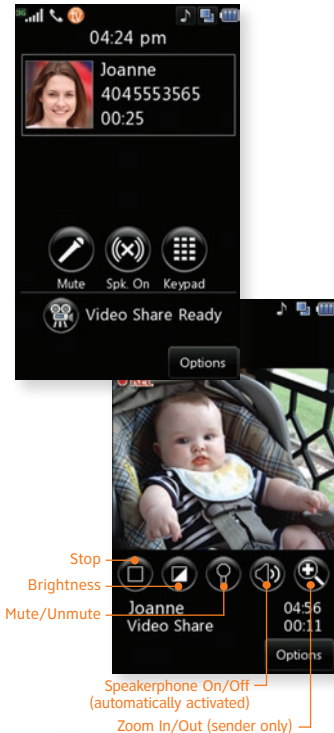 3G
TV
04:24 pm
Joanne
4045553565
00:25
Mute Spk. On Keypad
Video Share Ready
Options
REC
Stop
Brightness
Mute/Unmute
Joanne 04:56
Video Share 00:11
Options
Speakerphone On/Off
(automatically activated)
Zoom In/Out (sender only)